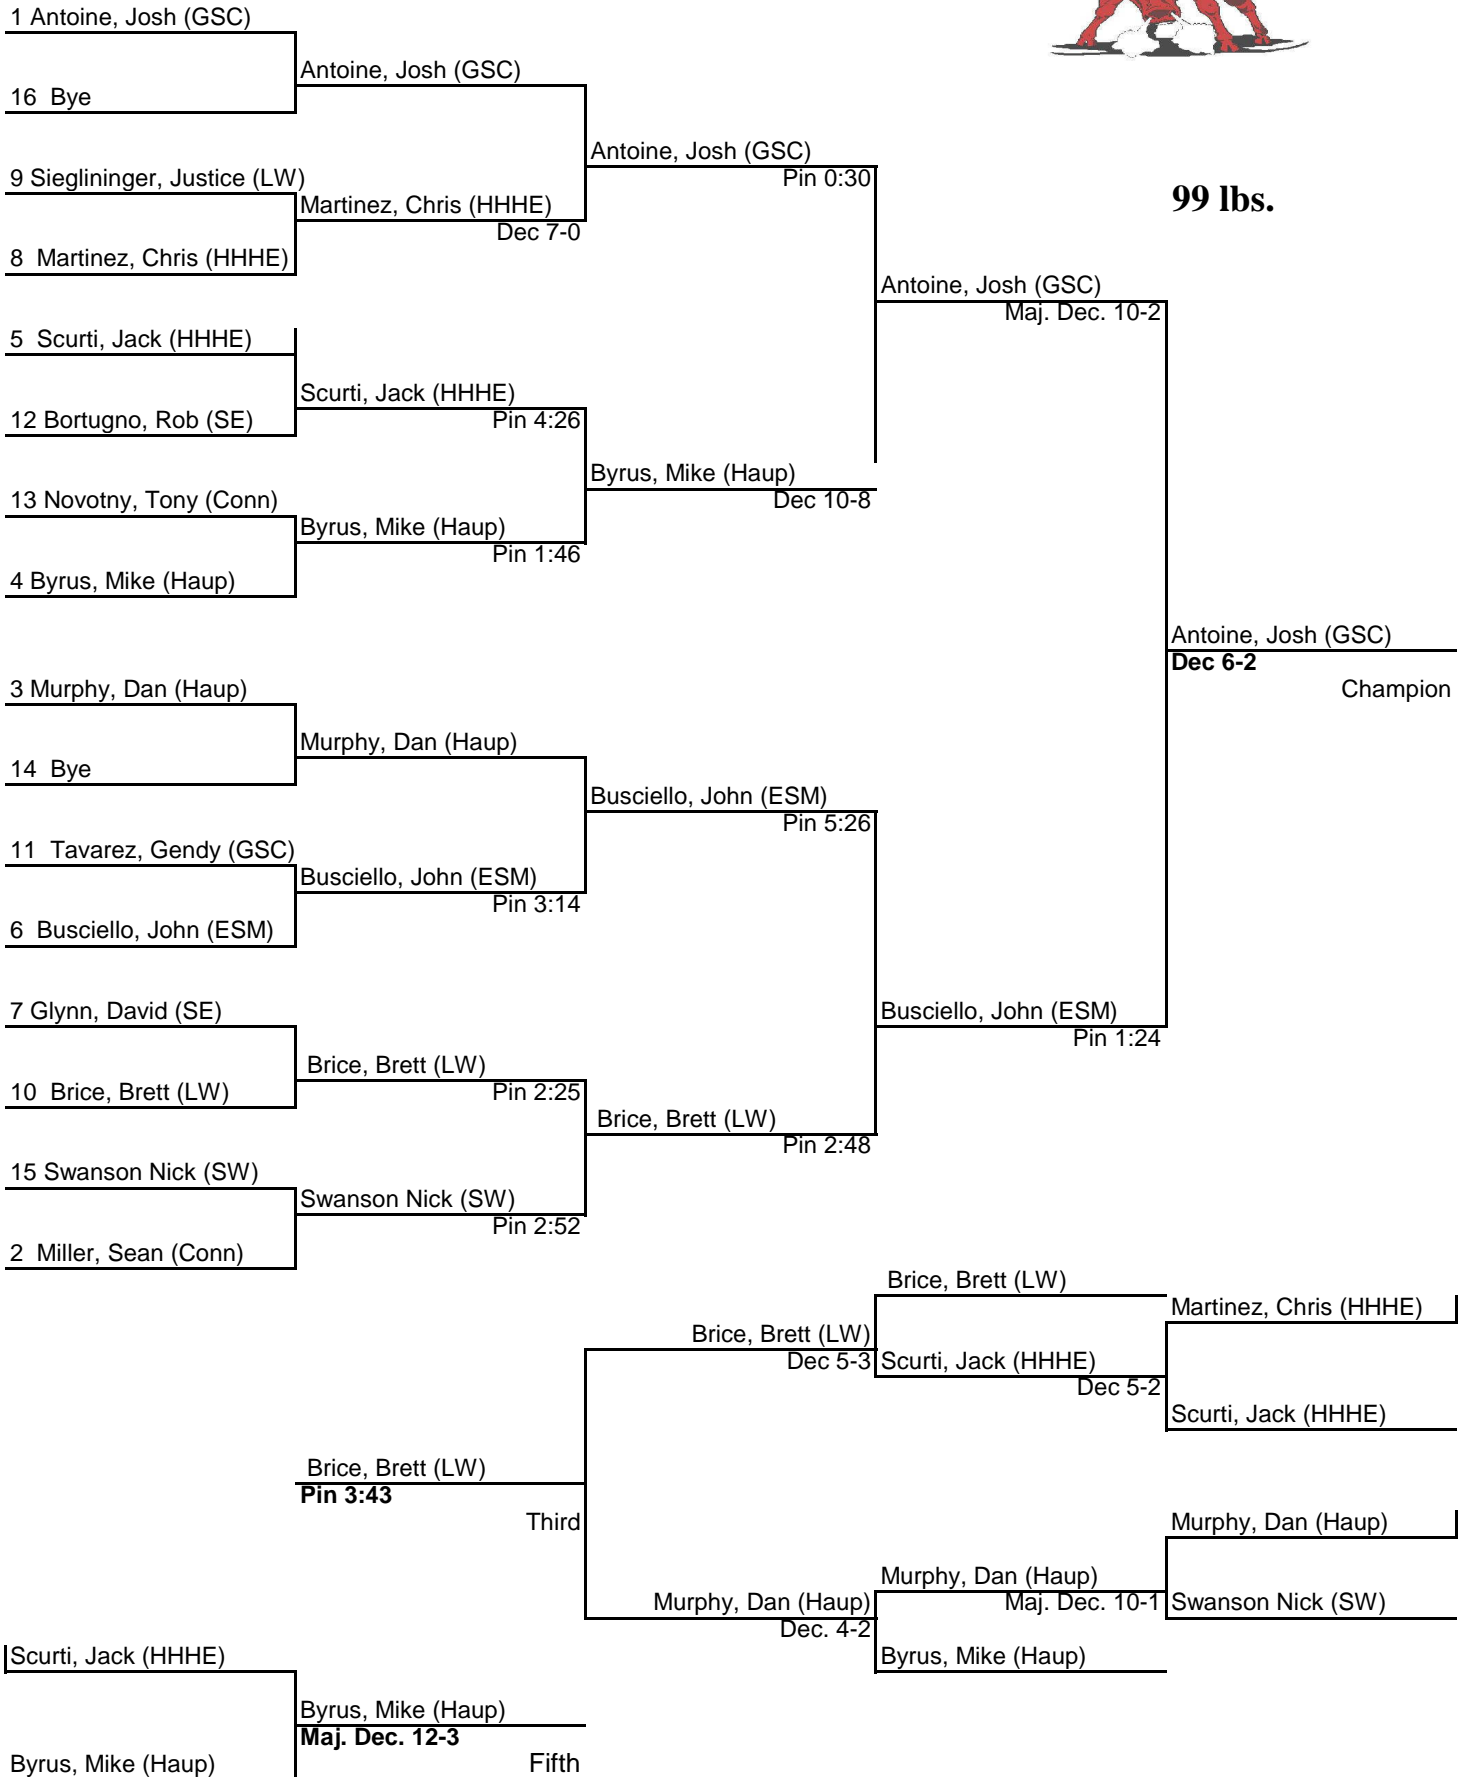 1 Antoine, Josh (GSC)
Antoine, Josh (GSC)
16 Bye
Antoine, Josh (GSC)
Pin 0:30
9 Sieglininger, Justice (LW)
99 lbs.
Martinez, Chris (HHHE)
Dec 7-0
8 Martinez, Chris (HHHE)
Antoine, Josh (GSC)
Maj. Dec. 10-2
5 Scurti, Jack (HHHE)
Scurti, Jack (HHHE)
Pin 4:26
12 Bortugno, Rob (SE)
Byrus, Mike (Haup)
Dec 10-8
13 Novotny, Tony (Conn)
Byrus, Mike (Haup)
Pin 1:46
4 Byrus, Mike (Haup)
Antoine, Josh (GSC)
Dec 6-2
Champion
3 Murphy, Dan (Haup)
Murphy, Dan (Haup)
14 Bye
Busciello, John (ESM)
Pin 5:26
11 Tavarez, Gendy (GSC)
Busciello, John (ESM)
Pin 3:14
6 Busciello, John (ESM)
7 Glynn, David (SE)
Busciello, John (ESM)
Pin 1:24
Brice, Brett (LW)
Pin 2:25
10 Brice, Brett (LW)
Brice, Brett (LW)
Pin 2:48
15 Swanson Nick (SW)
Swanson Nick (SW)
Pin 2:52
2 Miller, Sean (Conn)
Brice, Brett (LW)
Martinez, Chris (HHHE)
Brice, Brett (LW)
Dec 5-3
Scurti, Jack (HHHE)
Dec 5-2
Scurti, Jack (HHHE)
Brice, Brett (LW)
Pin 3:43
Third
Murphy, Dan (Haup)
Murphy, Dan (Haup)
Maj. Dec. 10-1
Murphy, Dan (Haup)
Dec. 4-2
Swanson Nick (SW)
Byrus, Mike (Haup)
Scurti, Jack (HHHE)
Byrus, Mike (Haup)
Maj. Dec. 12-3
Fifth
Byrus, Mike (Haup)